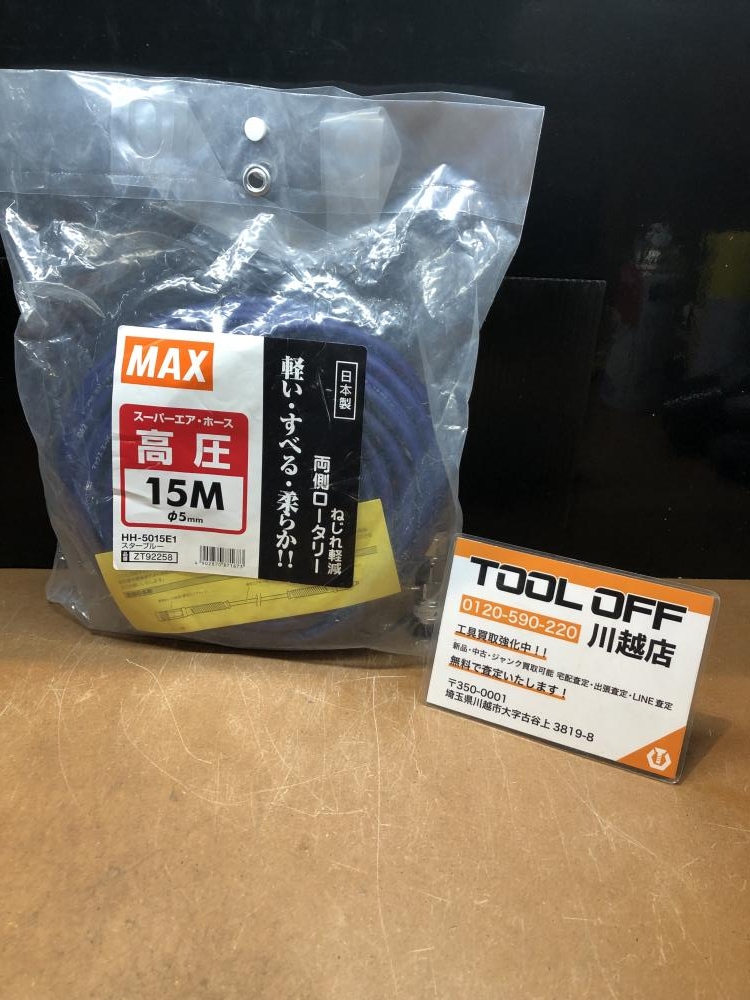 MAX
スーパーエア・ホース
高圧
15M
φ5mm
HH-5015E1
スターブルー
ZT92258
日本製
軽い・すべる・柔らか!!
両側ロータリー
ねじれ軽減
TOOL OFF
0120-590-220
川越店
工具買取強化中!!
新品・中古・ジャンク買取可能 宅配査定・出張査定・LINE査定
無料で査定いたします!
〒350-0001
埼玉県川越市大字古谷上 3819-8